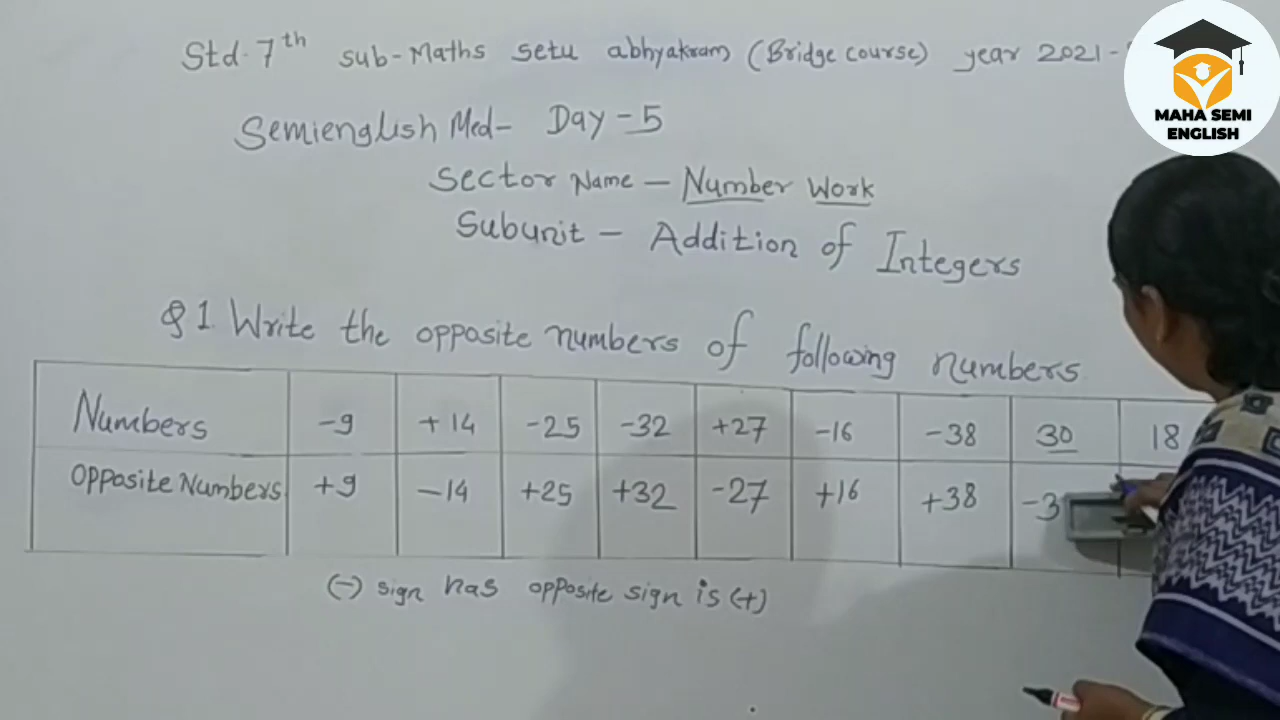 Std. 7th sub-Maths setu abhyakram (Bridge course) year 2021-
Semienglish Med- Day-5
Sector Name - Number Work
Subunit - Addition of Integers
Q 1. Write the opposite numbers of following numbers
Numbers -9 +14 -25 -32 +27 -16 -38 30 18
Opposite Numbers +9 -14 +25 +32 -27 +16 +38 -3
(-) sign has opposite sign is (+)
MAHA SEMI
ENGLISH